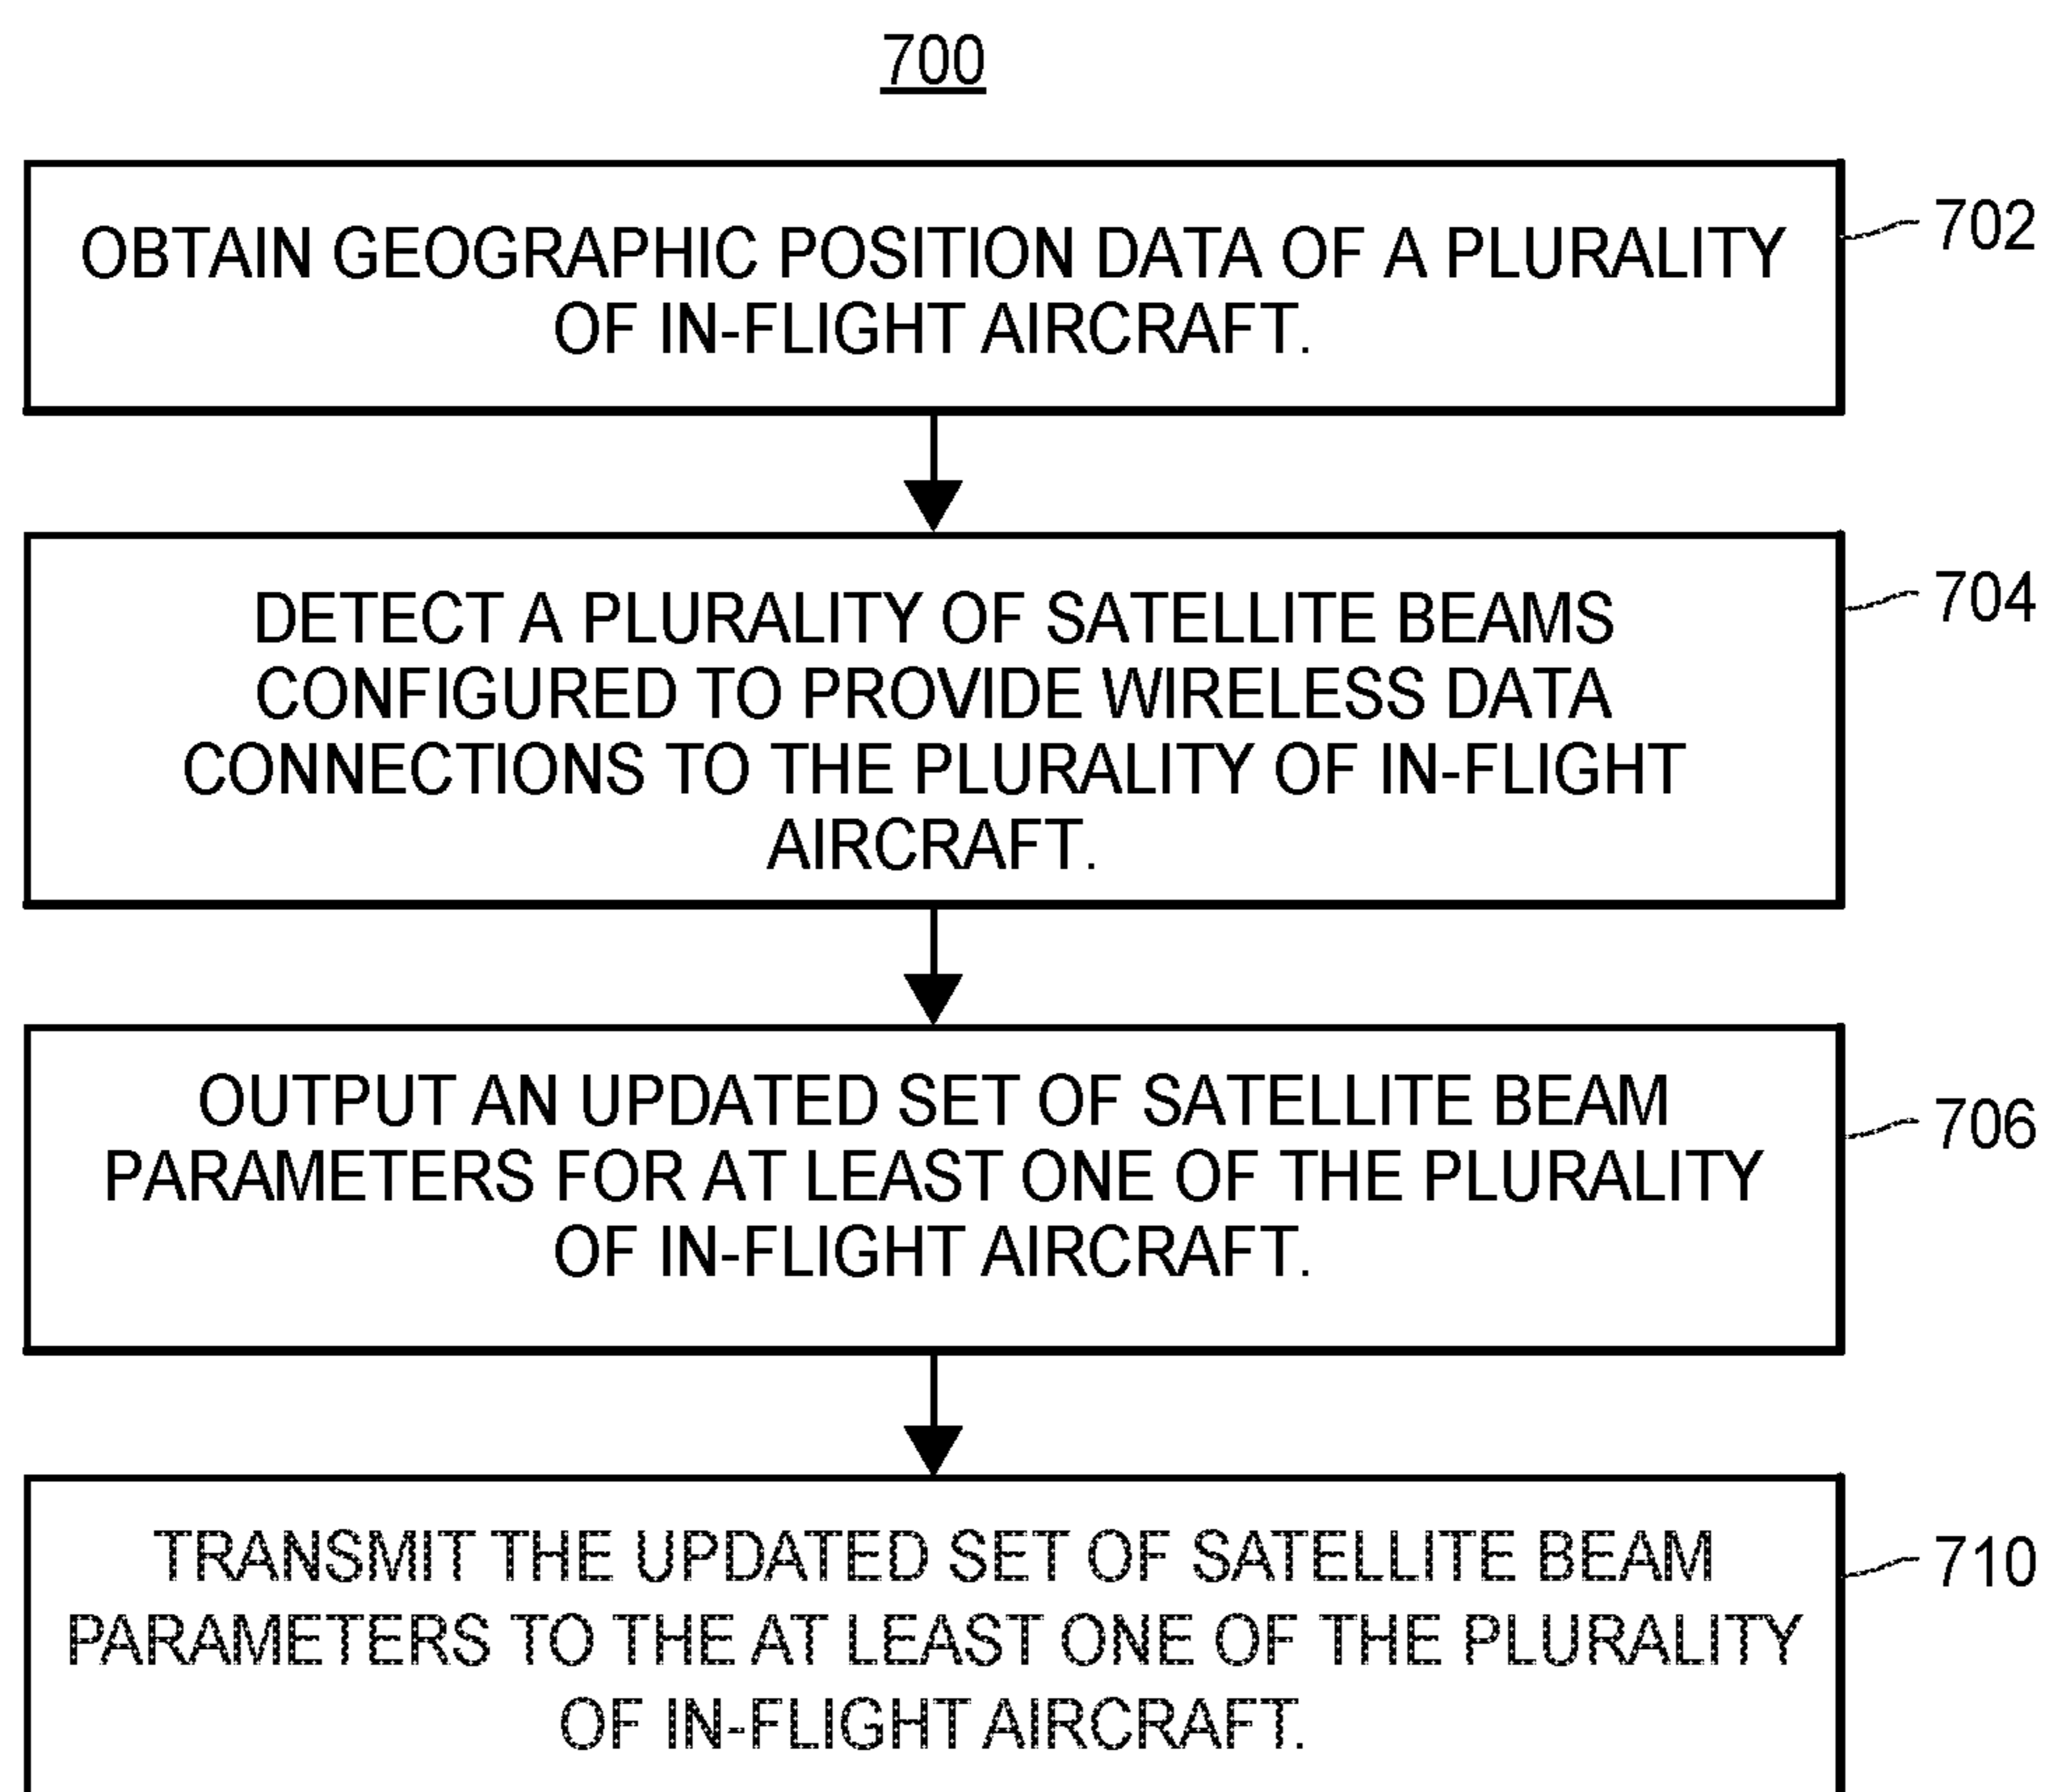 700
OBTAIN GEOGRAPHIC POSITION DATA OF A PLURALITY
OF IN-FLIGHT AIRCRAFT.
702
DETECT A PLURALITY OF SATELLITE BEAMS
CONFIGURED TO PROVIDE WIRELESS DATA
CONNECTIONS TO THE PLURALITY OF IN-FLIGHT
AIRCRAFT.
704
OUTPUT AN UPDATED SET OF SATELLITE BEAM
PARAMETERS FOR AT LEAST ONE OF THE PLURALITY
OF IN-FLIGHT AIRCRAFT.
706
TRANSMIT THE UPDATED SET OF SATELLITE BEAM
PARAMETERS TO THE AT LEAST ONE OF THE PLURALITY
OF IN-FLIGHT AIRCRAFT.
710